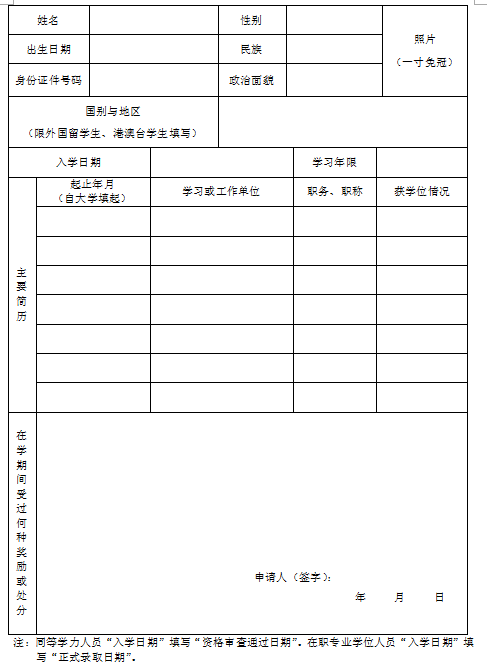 姓名 性别
照片
（一寸免冠）
出生日期 民族
身份证件号码 政治面貌
国别与地区
（限外国留学生、港澳台学生填写）
入学日期 学习年限
主要简历
起止年月
（自大学填起）
学习或工作单位 职务、职称 获学位情况
在学期间受过何种奖励或处分
申请人（签字）：
年 月 日
注：同等学力人员“入学日期”填写“资格审查通过日期”．在职专业学位人员“入学日期”填
写“正式录取日期”．